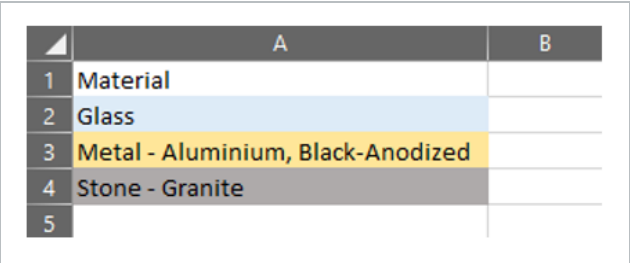 A B
1 Material
2 Glass
3 Metal - Aluminium, Black-Anodized
4 Stone - Granite
5